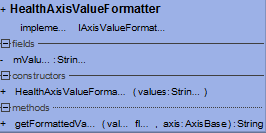 + HealthAxisValueFormatter
impleme... IAxisValueFormat...
fields
- mValu... : Strin...
constructors
+ HealthAxisValueForma... ( values : Strin... )
methods
+ getFormattedVa... ( val... fl... , axis : AxisBase ) : String